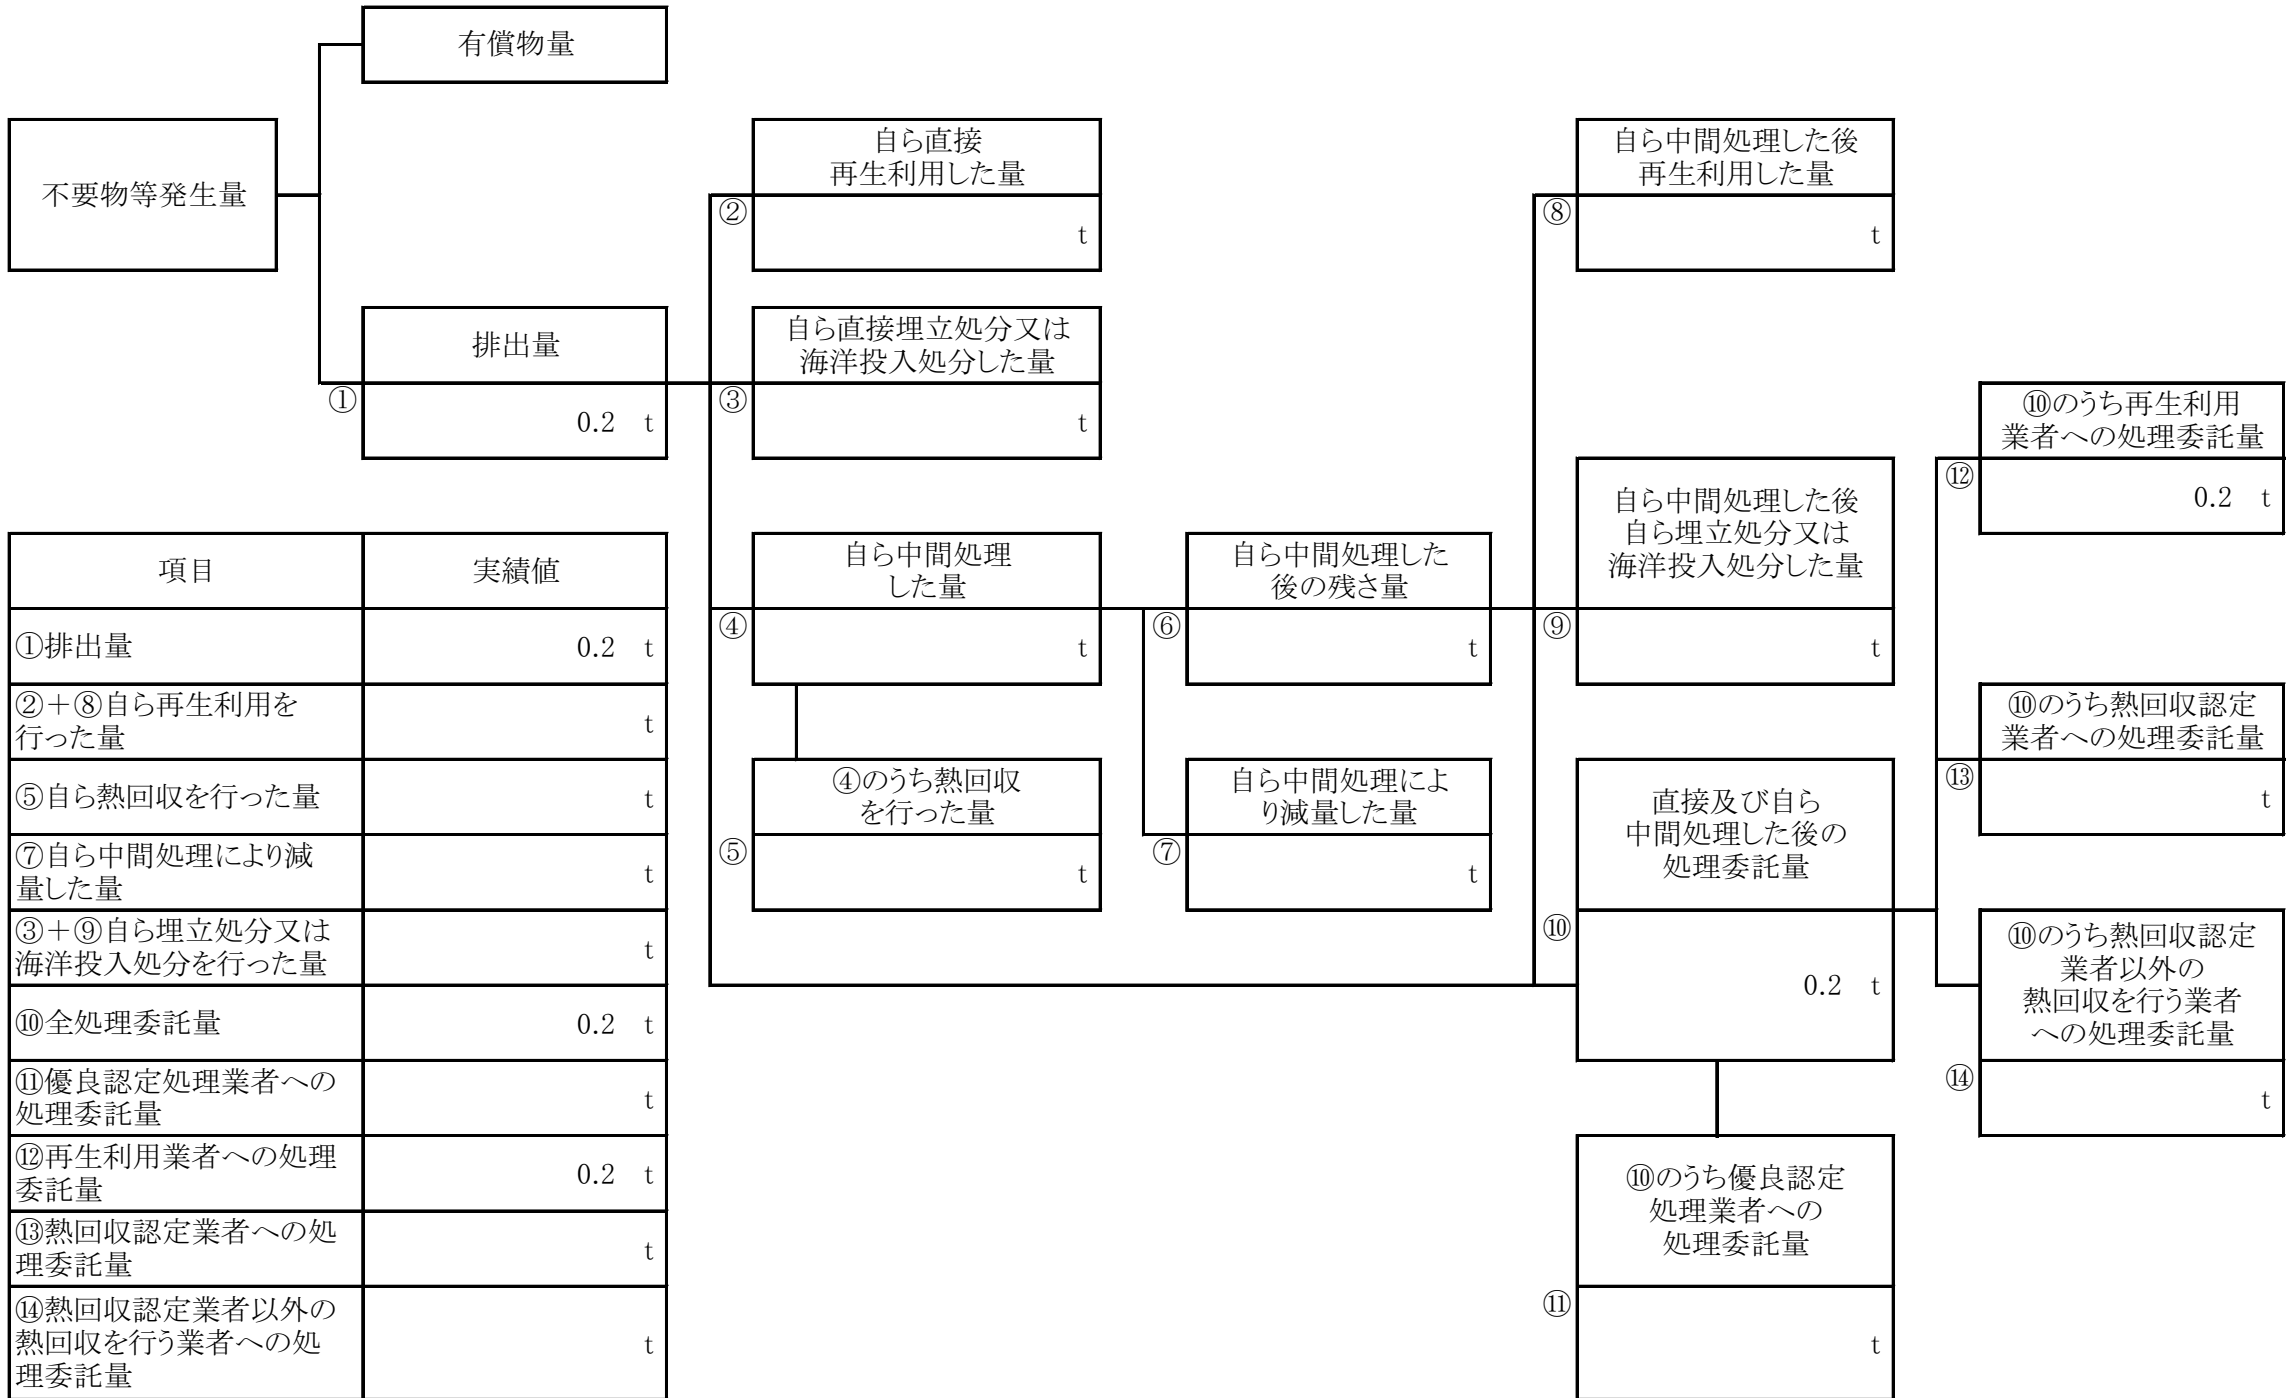 有償物量
不要物等発生量
排出量
①
0.2 t
自ら直接
再生利用した量
②
t
自ら直接埋立処分又は
海洋投入処分した量
③
t
自ら中間処理
した量
④
t
④のうち熱回収
を行った量
⑤
t
自ら中間処理した
後の残さ量
⑥
t
自ら中間処理によ
り減量した量
⑦
t
自ら中間処理した後
再生利用した量
⑧
t
自ら中間処理した後
自ら埋立処分又は
海洋投入処分した量
⑨
t
直接及び自ら
中間処理した後の
処理委託量
⑩
0.2 t
⑩のうち優良認定
処理業者への
処理委託量
⑪
t
⑩のうち再生利用
業者への処理委託量
⑫
0.2 t
⑩のうち熱回収認定
業者への処理委託量
⑬
t
⑩のうち熱回収認定
業者以外の
熱回収を行う業者
への処理委託量
⑭
t
項目 実績値
①排出量 0.2 t
②＋⑧自ら再生利用を
行った量 t
⑤自ら熱回収を行った量 t
⑦自ら中間処理により減
量した量 t
③＋⑨自ら埋立処分又は
海洋投入処分を行った量 t
⑩全処理委託量 0.2 t
⑪優良認定処理業者への
処理委託量 t
⑫再生利用業者への処理
委託量 0.2 t
⑬熱回収認定業者への処
理委託量 t
⑭熱回収認定業者以外の
熱回収を行う業者への処
理委託量 t